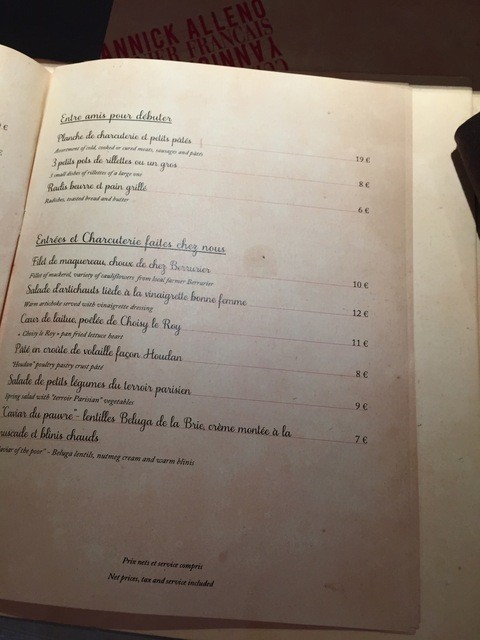 YANNICK ALLENO
FRANÇAIS
YANNI
Entre amis pour débuter
Planche de charcuterie et petits pâtés
Assortment of cold, cooked or cured meats, sausages and patés
19 €
3 petits pots de rillettes ou un gros
3 small dishes of rillettes of a large one
8 €
Radis beurre et pain grillé
Radishes, toasted bread and butter
6 €
Entrées et Charcuterie faites chez nous
Filet de maquereau, choux de chez Berrurier
Fillet of mackerel, variety of cauliflowers from local farmer Berrurier
10 €
Salade d'artichauts tiède à la vinaigrette bonne femme
Warm artichoke served with vinaigrette dressing
12 €
Cœur de laitue, poêlée de Choisy le Roy
« Choisy le Roy » pan fried lettuce heart
11 €
Pâté en croûte de volaille façon Houdan
"Houdan" poultry pastry crust pâté
8 €
Salade de petits légumes du terroir parisien
Spring salad with "terroir Parisian" vegetables
9 €
"Caviar du pauvre"- lentilles Beluga de la Brie, crème montée à la
muscade et blinis chauds
7 €
"Caviar of the poor" - Beluga lentils, nutmeg cream and warm blinis
Prix nets et service compris
Net prices, tax and service included